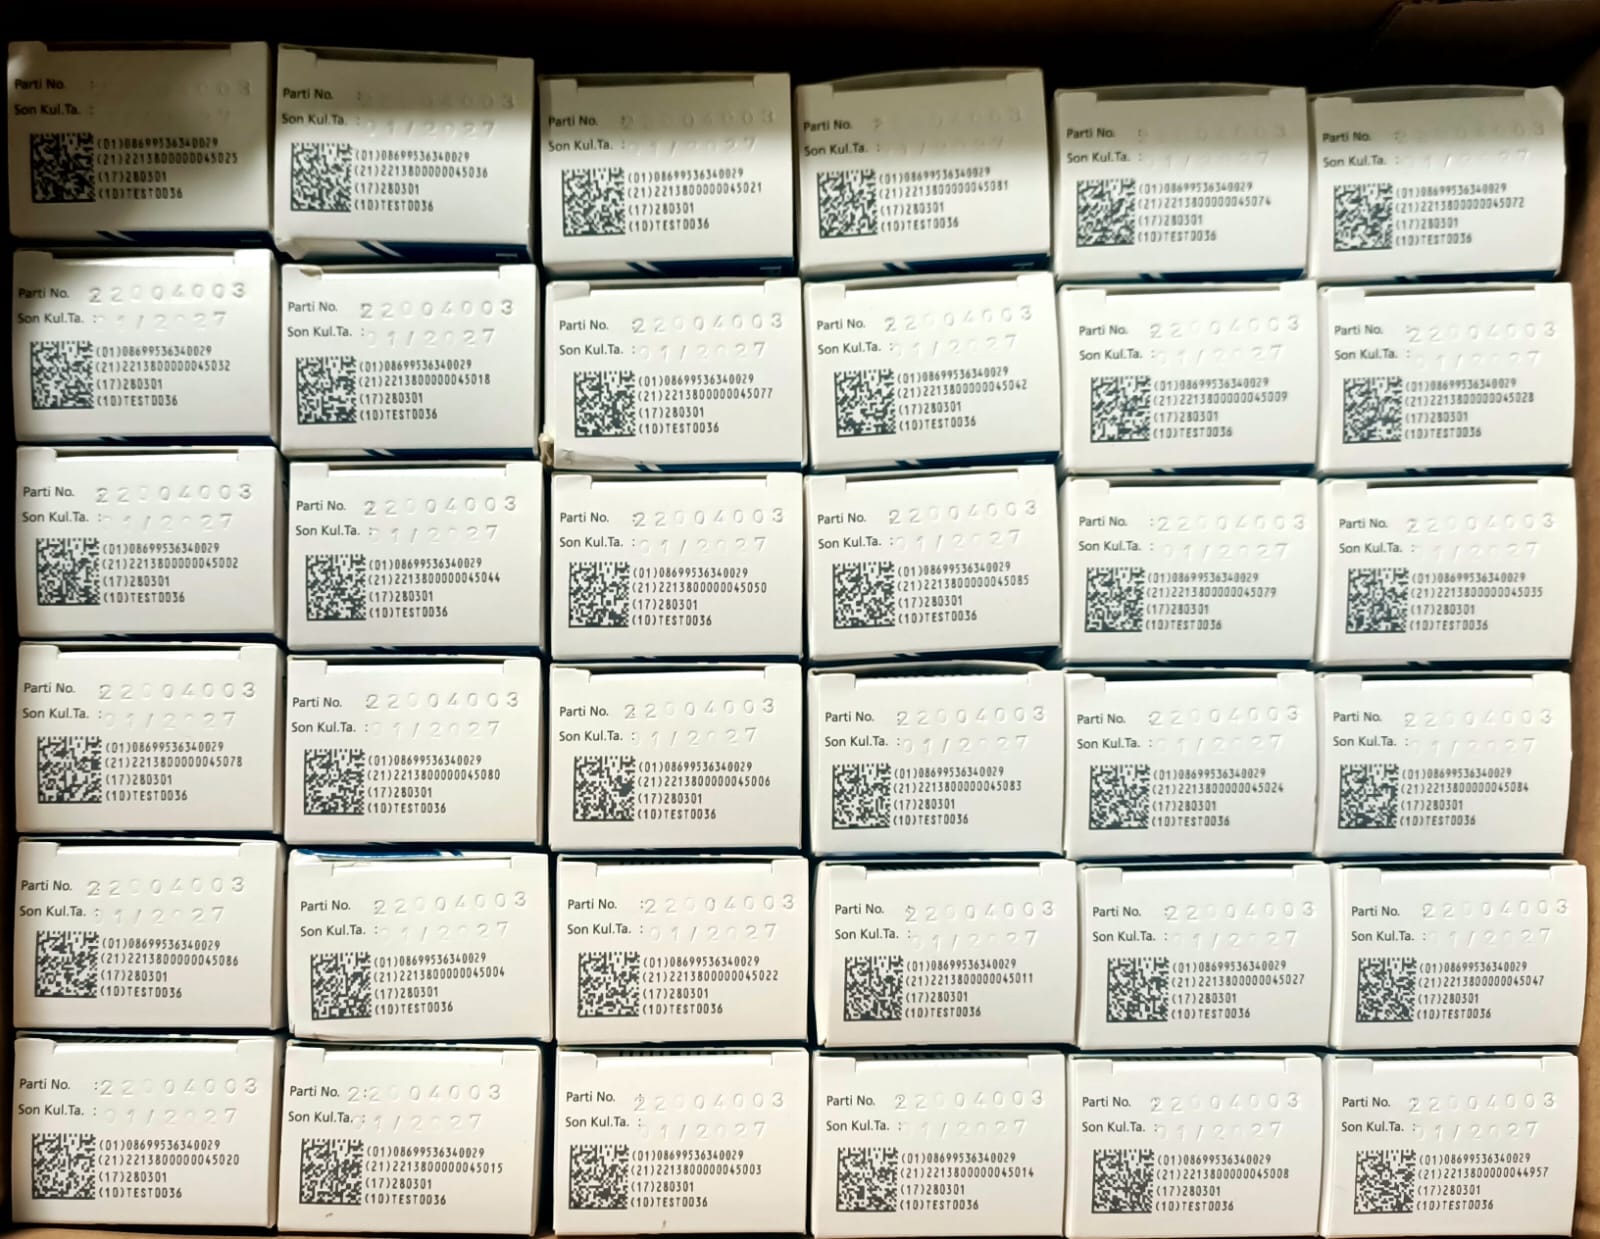 Parti No. : 22004003
Son Kul.Ta. : 01/2027
(01)08699536340029
(21)2213800000045025
(17)280301
(10)TEST0036
Parti No. : 22004003
Son Kul.Ta. : 01/2027
(01)08699536340029
(21)2213800000045036
(17)280301
(10)TEST0036
Parti No. : 22004003
Son Kul.Ta. : 01/2027
(01)08699536340029
(21)2213800000045021
(17)280301
(10)TEST0036
Parti No. : 22004003
Son Kul.Ta. : 01/2027
(01)08699536340029
(21)2213800000045081
(17)280301
(10)TEST0036
Parti No. : 22004003
Son Kul.Ta. : 01/2027
(01)08699536340029
(21)2213800000045074
(17)280301
(10)TEST0036
Parti No. : 22004003
Son Kul.Ta. : 01/2027
(01)08699536340029
(21)2213800000045072
(17)280301
(10)TEST0036
Parti No. 22004003
Son Kul.Ta. : 01/2027
(01)08699536340029
(21)2213800000045032
(17)280301
(10)TEST0036
Parti No. 22004003
Son Kul.Ta. : 01/2027
(01)08699536340029
(21)2213800000045018
(17)280301
(10)TEST0036
Parti No. 22004003
Son Kul.Ta. : 01/2027
(01)08699536340029
(21)2213800000045077
(17)280301
(10)TEST0036
Parti No. 22004003
Son Kul.Ta. : 01/2027
(01)08699536340029
(21)2213800000045042
(17)280301
(10)TEST0036
Parti No. 22004003
Son Kul.Ta. : 01/2027
(01)08699536340029
(21)2213800000045009
(17)280301
(10)TEST0036
Parti No. 22004003
Son Kul.Ta. : 01/2027
(01)08699536340029
(21)2213800000045028
(17)280301
(10)TEST0036
Parti No. 22004003
Son Kul.Ta. : 01/2027
(01)08699536340029
(21)2213800000045002
(17)280301
(10)TEST0036
Parti No. 22004003
Son Kul.Ta. : 01/2027
(01)08699536340029
(21)2213800000045044
(17)280301
(10)TEST0036
Parti No. :22004003
Son Kul.Ta. : 01/2027
(01)08699536340029
(21)2213800000045050
(17)280301
(10)TEST0036
Parti No. 22004003
Son Kul.Ta. : 01/2027
(01)08699536340029
(21)2213800000045085
(17)280301
(10)TEST0036
Parti No. :22004003
Son Kul.Ta. : 01/2027
(01)08699536340029
(21)2213800000045079
(17)280301
(10)TEST0036
Parti No. 22004003
Son Kul.Ta. : 01/2027
(01)08699536340029
(21)2213800000045035
(17)280301
(10)TEST0036
Parti No. 22004003
Son Kul.Ta. : 01/2027
(01)08699536340029
(21)2213800000045078
(17)280301
(10)TEST0036
Parti No. 22004003
Son Kul.Ta. : 01/2027
(01)08699536340029
(21)2213800000045080
(17)280301
(10)TEST0036
Parti No. 22004003
Son Kul.Ta. : 01/2027
(01)08699536340029
(21)2213800000045006
(17)280301
(10)TEST0036
Parti No. 22004003
Son Kul.Ta. : 01/2027
(01)08699536340029
(21)2213800000045083
(17)280301
(10)TEST0036
Parti No. 22004003
Son Kul.Ta. : 01/2027
(01)08699536340029
(21)2213800000045024
(17)280301
(10)TEST0036
Parti No. 22004003
Son Kul.Ta. : 01/2027
(01)08699536340029
(21)2213800000045084
(17)280301
(10)TEST0036
Parti No. 22004003
Son Kul.Ta. : 01/2027
(01)08699536340029
(21)2213800000045086
(17)280301
(10)TEST0036
Parti No. 22004003
Son Kul.Ta. : 01/2027
(01)08699536340029
(21)2213800000045004
(17)280301
(10)TEST0036
Parti No. :22004003
Son Kul.Ta. : 01/2027
(01)08699536340029
(21)2213800000045022
(17)280301
(10)TEST0036
Parti No. 22004003
Son Kul.Ta. : 01/2027
(01)08699536340029
(21)2213800000045011
(17)280301
(10)TEST0036
Parti No. :22004003
Son Kul.Ta. : 01/2027
(01)08699536340029
(21)2213800000045027
(17)280301
(10)TEST0036
Parti No. 22004003
Son Kul.Ta. : 01/2027
(01)08699536340029
(21)2213800000045047
(17)280301
(10)TEST0036
Parti No. :22004003
Son Kul.Ta. : 01/2027
(01)08699536340029
(21)2213800000045020
(17)280301
(10)TEST0036
Parti No. 2:2004003
Son Kul.Ta. : 01/2027
(01)08699536340029
(21)2213800000045015
(17)280301
(10)TEST0036
Parti No. : 22004003
Son Kul.Ta. : 01/2027
(01)08699536340029
(21)2213800000045003
(17)280301
(10)TEST0036
Parti No. 22004003
Son Kul.Ta. : 01/2027
(01)08699536340029
(21)2213800000045014
(17)280301
(10)TEST0036
Parti No. 22004003
Son Kul.Ta. : 01/2027
(01)08699536340029
(21)2213800000045008
(17)280301
(10)TEST0036
Parti No. 22004003
Son Kul.Ta. : 01/2027
(01)08699536340029
(21)2213800000044957
(17)280301
(10)TEST0036